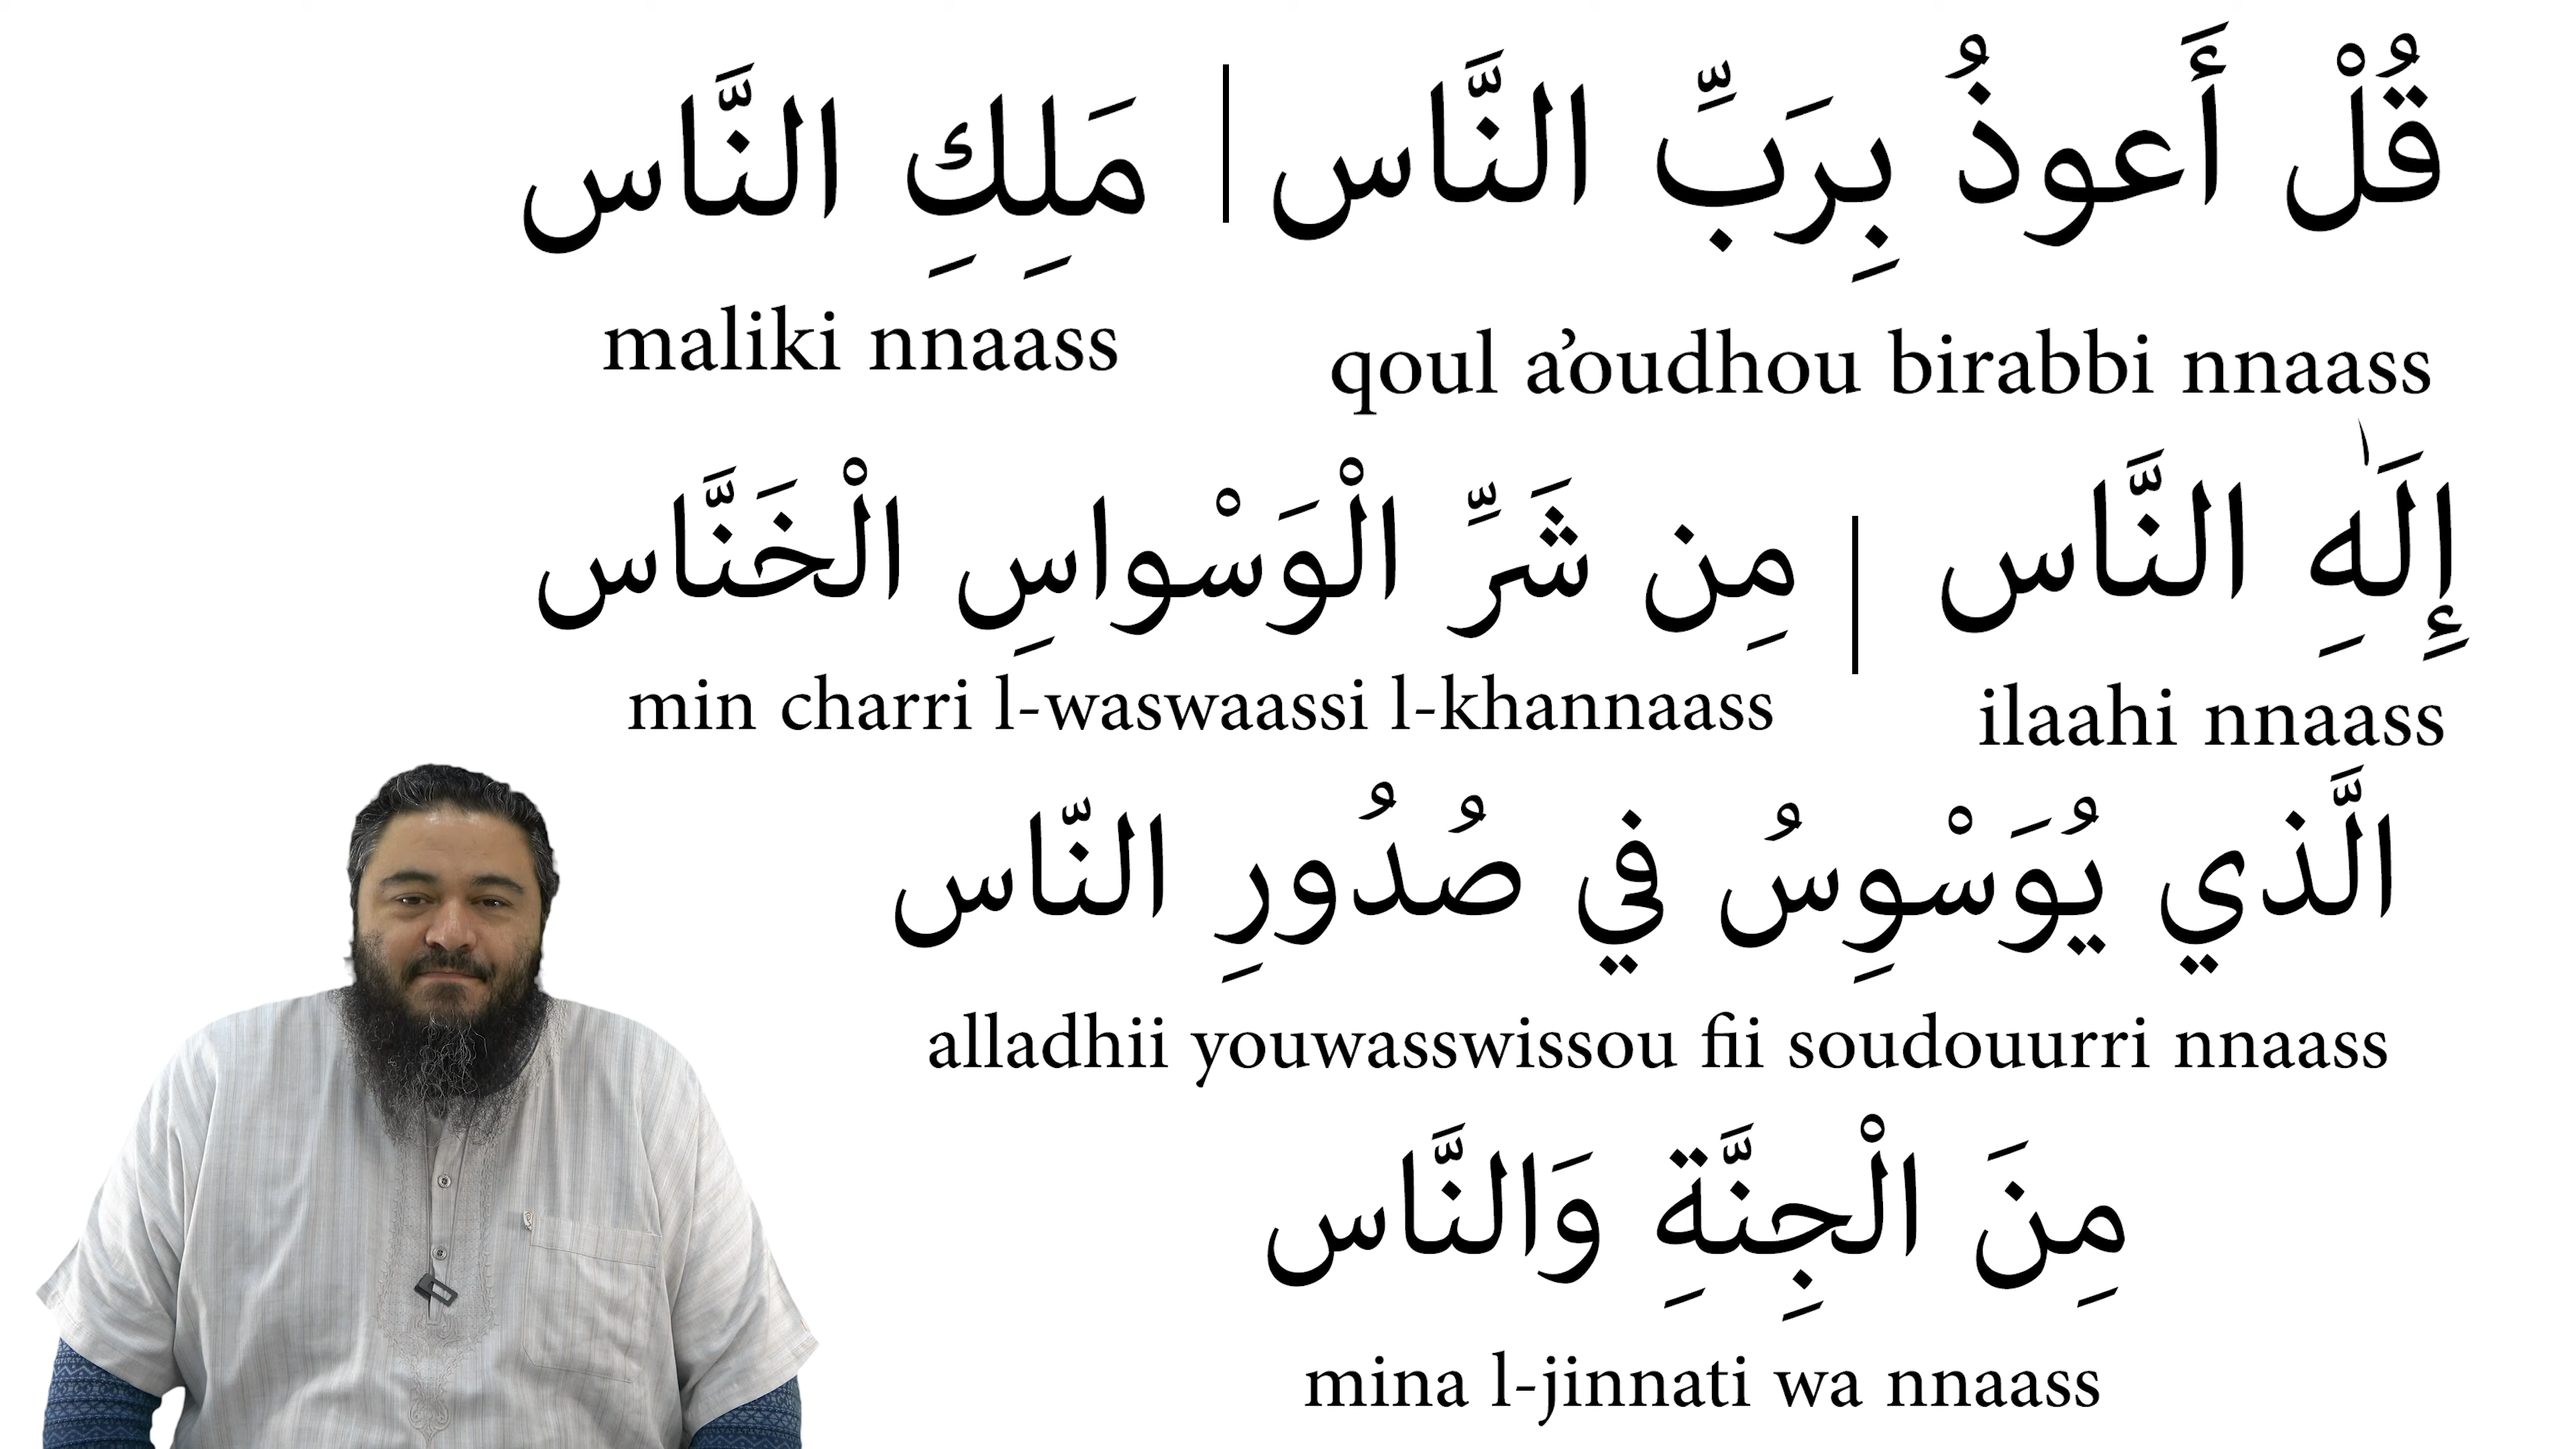 قُلْ أَعوذُ بِرَبِّ النَّاس | مَلِكِ النَّاس
qoul a’oudhou birabbi nnaass
maliki nnaass
إِلَٰهِ النَّاس | مِن شَرِّ الْوَسْواسِ الْخَنَّاس
ilaahi nnaass
min charri l-waswaassi l-khannaass
الَّذي يُوَسْوِسُ في صُدُورِ النّاس
alladhii youwasswissou fii soudouurri nnaass
مِنَ الْجِنَّةِ وَالنَّاس
mina l-jinnati wa nnaass